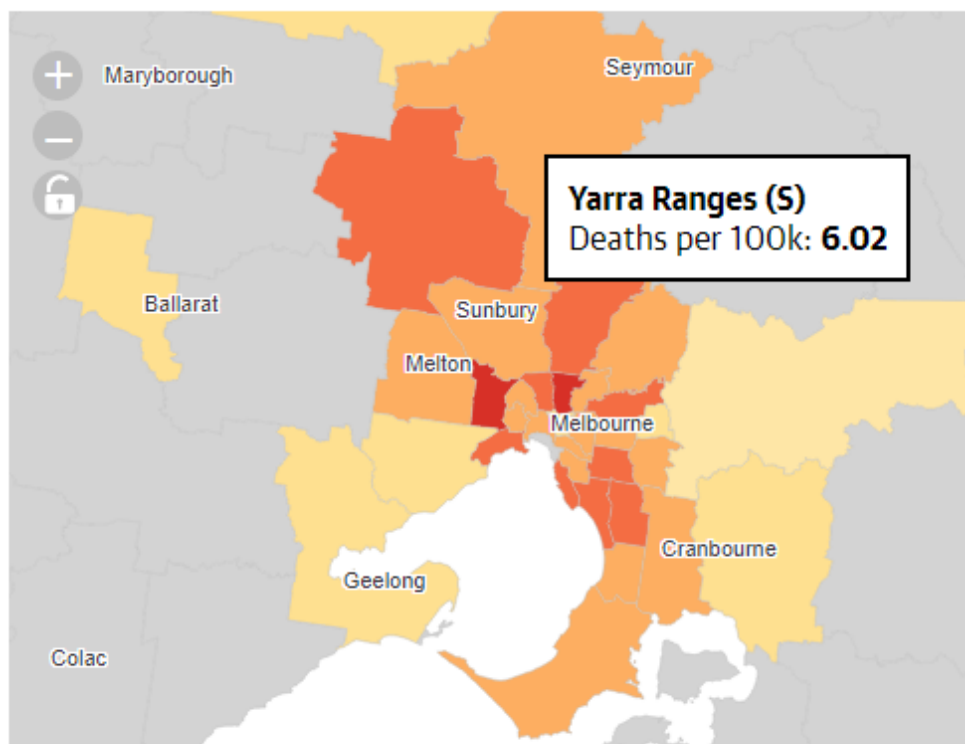 Maryborough
Seymour
Yarra Ranges (S)
Deaths per 100k: 6.02
Ballarat
Sunbury
Melton
Melbourne
Cranbourne
Geelong
Colac